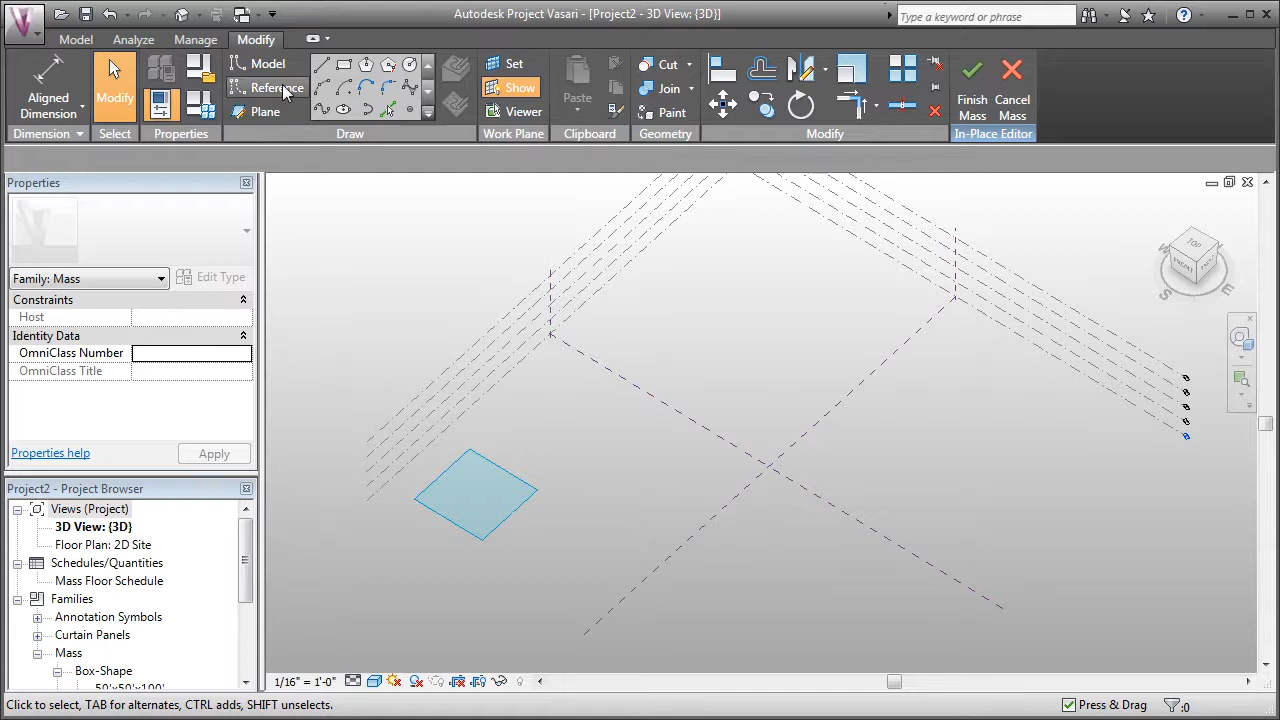 Autodesk Project Vasari - [Project2 - 3D View: {3D}]
Type a keyword or phrase
Model Analyze Manage Modify
Aligned
Dimension
Modify
Model
Reference
Plane
Set
Show
Viewer
Paste
Cut
Join
Paint
Finish
Mass
Cancel
Mass
Dimension Select Properties Draw Work Plane Clipboard Geometry Modify In-Place Editor
Properties
Family: Mass
Edit Type
Constraints
Host
Identity Data
OmniClass Number
OmniClass Title
Properties help
Apply
TOP
FRONT
W
S
E
Project2 - Project Browser
Views (Project)
3D View: {3D}
Floor Plan: 2D Site
Schedules/Quantities
Mass Floor Schedule
Families
Annotation Symbols
Curtain Panels
Mass
Box-Shape
50'x50'x100'
1/16" = 1'-0"
Click to select, TAB for alternates, CTRL adds, SHIFT unselects.
Press & Drag
:0